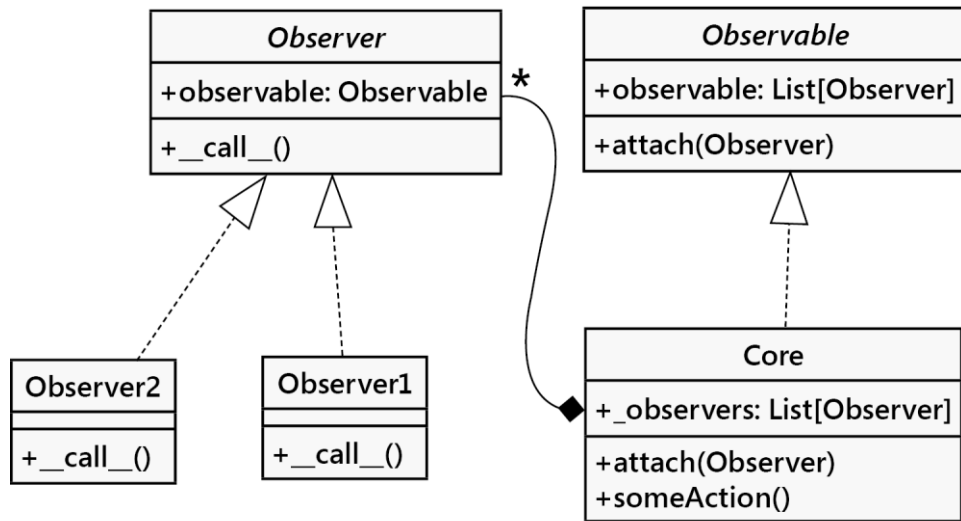 Observer
+observable: Observable
+__call__()
*
Observable
+observable: List[Observer]
+attach(Observer)
Observer2
+__call__()
Observer1
+__call__()
Core
+_observers: List[Observer]
+attach(Observer)
+someAction()